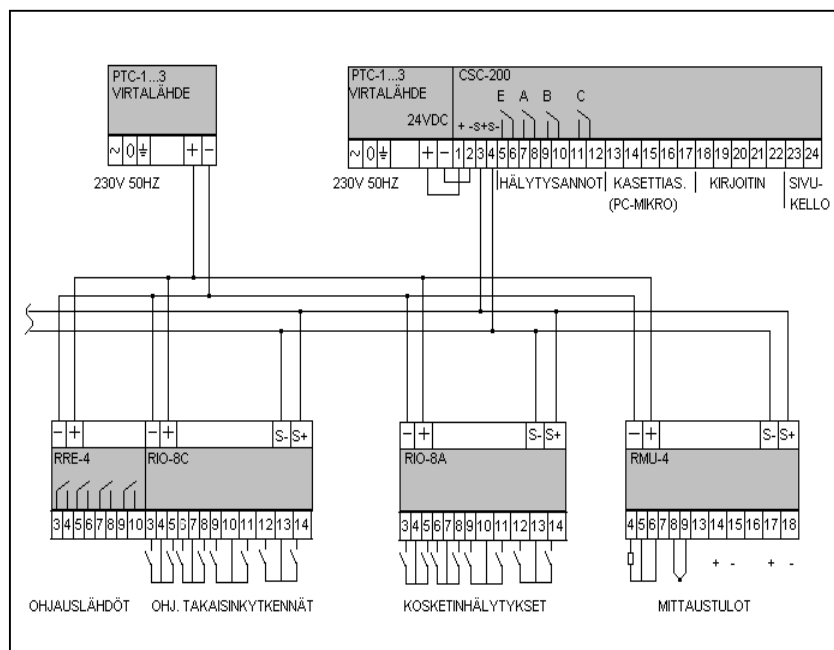 PTC-1...3
VIRTALÄHDE
~ 0 + -
230V 50HZ
PTC-1...3
VIRTALÄHDE
24VDC
CSC-200
E A B C
+ -S+S-
~ 0 + - 1 2 3 4 5 6 7 8 9 10 11 12 13 14 15 16 17 18 19 20 21 22 23 24
230V 50HZ
HÄLYTYSANNOT
KASETTIAS.
(PC-MIKRO)
KIRJOITIN
SIVU-
KELLO
- + - + S- S+
RRE-4
RIO-8C
3 4 5 6 7 8 9 10 3 4 5 6 7 8 9 10 11 12 13 14
OHJAUSLÄHDÖT
OHJ. TAKAISINKYTKENNÄT
- + S- S+
RIO-8A
3 4 5 6 7 8 9 10 11 12 13 14
KOSKETINHÄLYTYKSET
- + S- S+
RMU-4
4 5 6 7 8 9 13 14 15 16 17 18
+ - + -
MITTAUSTULOT